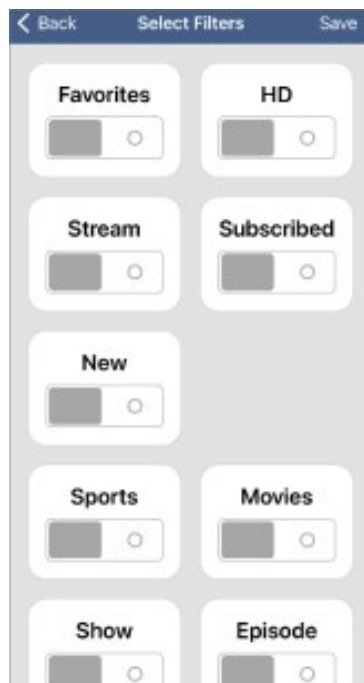 Back Select Filters Save
Favorites HD
Stream Subscribed
New
Sports Movies
Show Episode